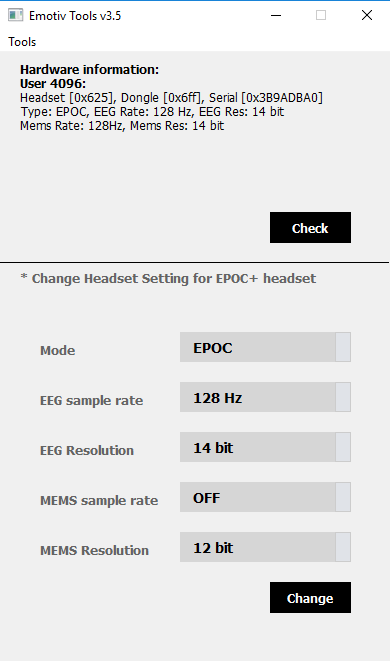 Emotiv Tools v3.5
Tools
Hardware information:
User 4096:
Headset [0x625], Dongle [0x6ff], Serial [0x3B9ADBA0]
Type: EPOC, EEG Rate: 128 Hz, EEG Res: 14 bit
Mems Rate: 128Hz, Mems Res: 14 bit
Check
* Change Headset Setting for EPOC+ headset
Mode EPOC
EEG sample rate 128 Hz
EEG Resolution 14 bit
MEMS sample rate OFF
MEMS Resolution 12 bit
Change